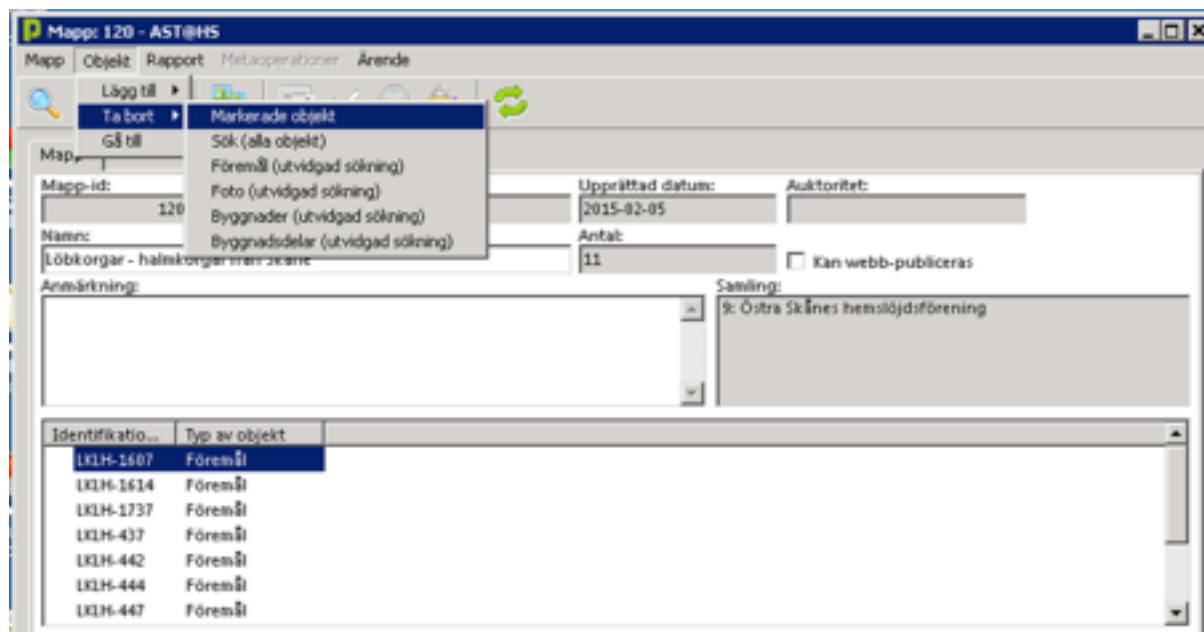 Mapp: 120 - AST@HS
Mapp Objekt Rapport Metaoperationer Ärende
Lägg till
Ta bort
Gå till
Markerade objekt
Sök (alla objekt)
Föremål (utvidgad sökning)
Foto (utvidgad sökning)
Byggnader (utvidgad sökning)
Byggnadsdelar (utvidgad sökning)
Mapp
Mapp-id: Upprättad datum: Auktoritet:
120 2015-02-05
Namn: Antal:
Löbkorgar - halmkorgar från Skåne 11 Kan webb-publiceras
Anmärkning: Samling:
9: Östra Skånes hemslöjdsförening
Identifikatio... Typ av objekt
LKLH-1607 Föremål
LKLH-1614 Föremål
LKLH-1737 Föremål
LKLH-437 Föremål
LKLH-442 Föremål
LKLH-444 Föremål
LKLH-447 Föremål